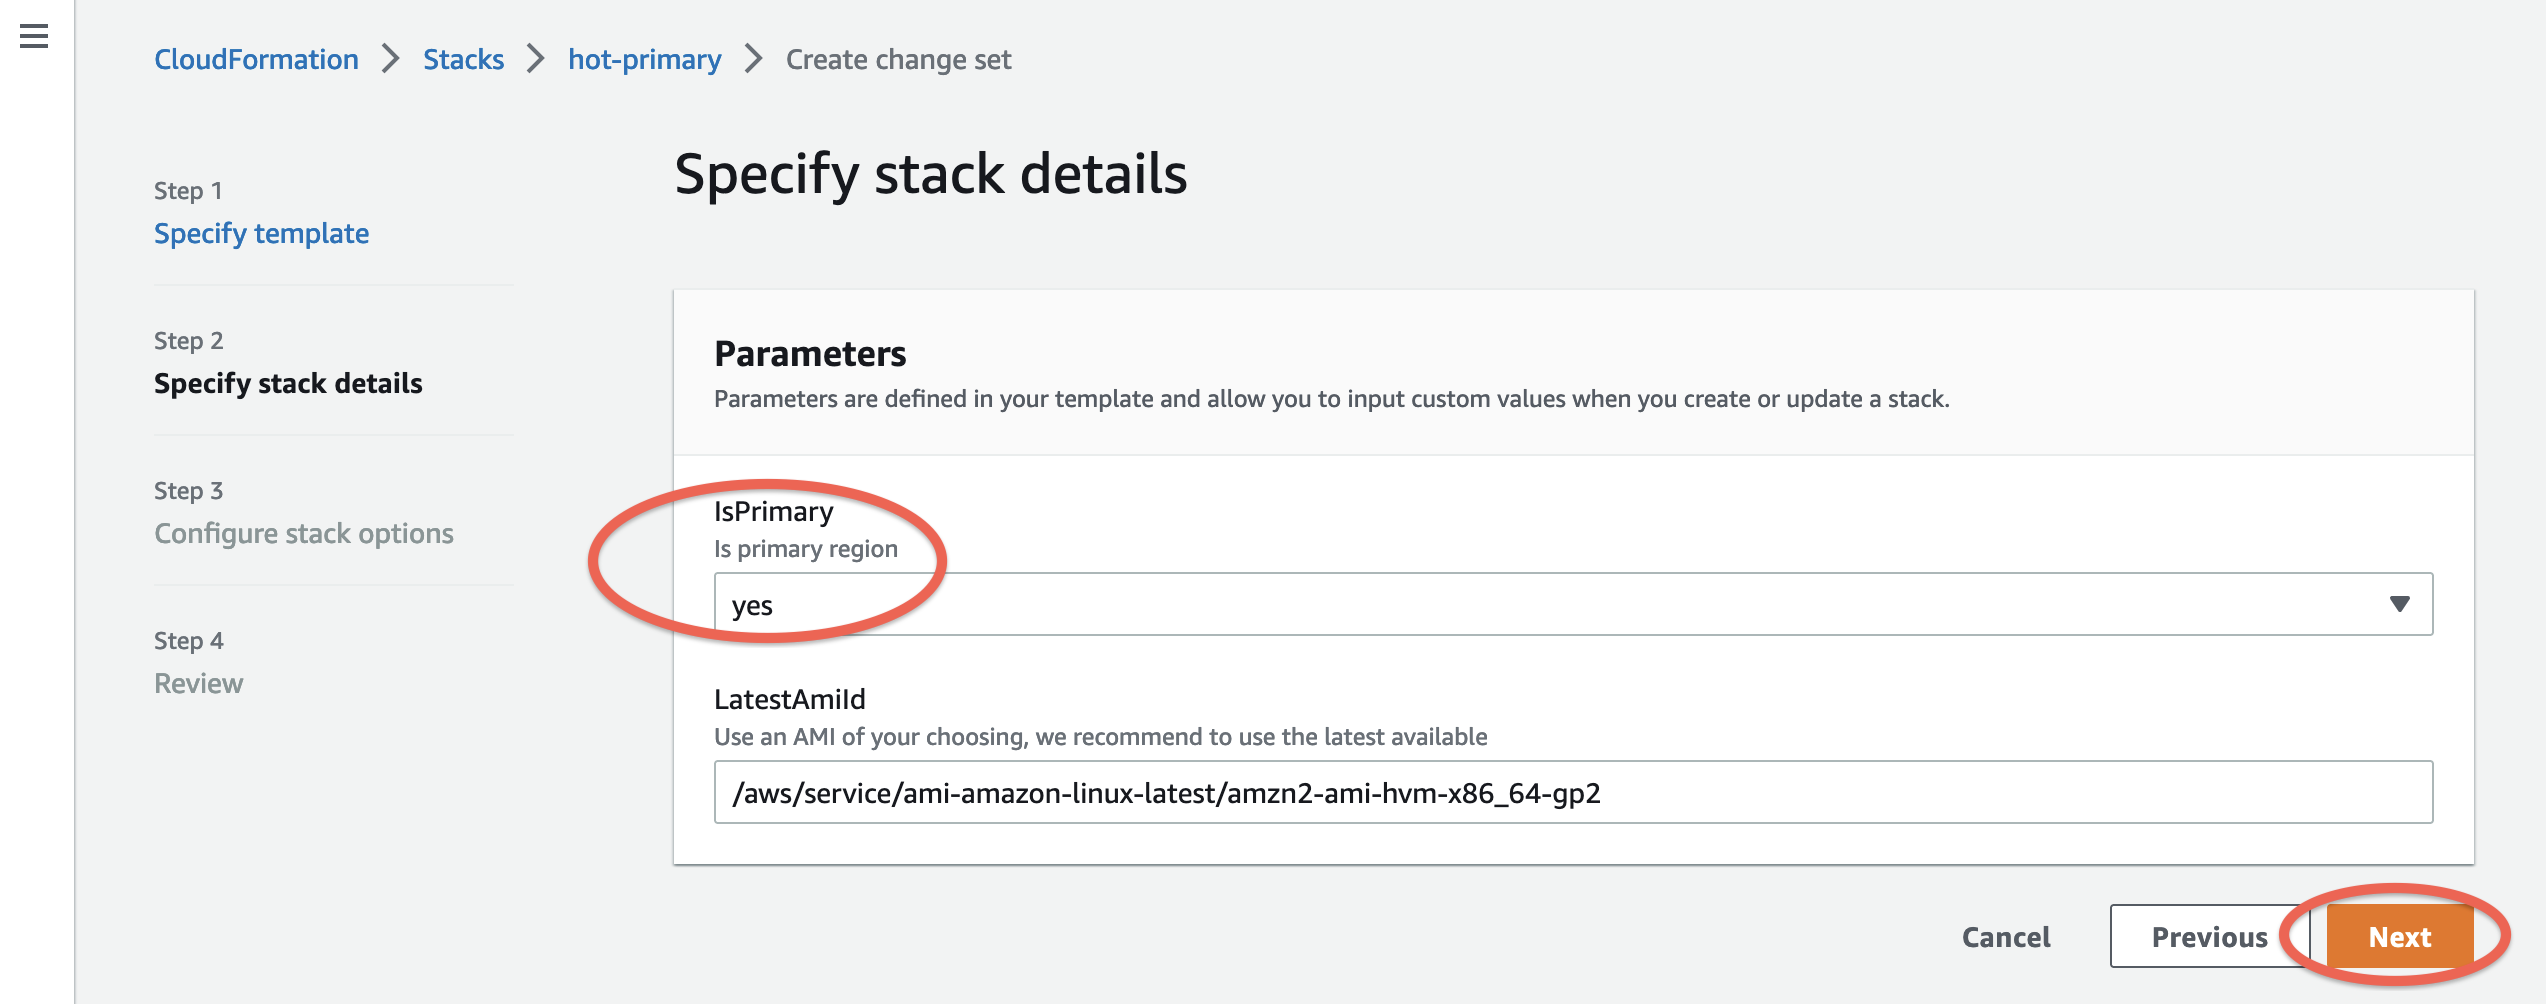 CloudFormation > Stacks > hot-primary > Create change set
Step 1
Specify template
Step 2
Specify stack details
Step 3
Configure stack options
Step 4
Review
Specify stack details
Parameters
Parameters are defined in your template and allow you to input custom values when you create or update a stack.
IsPrimary
Is primary region
yes
LatestAmiId
Use an AMI of your choosing, we recommend to use the latest available
/aws/service/ami-amazon-linux-latest/amzn2-ami-hvm-x86_64-gp2
Cancel Previous Next